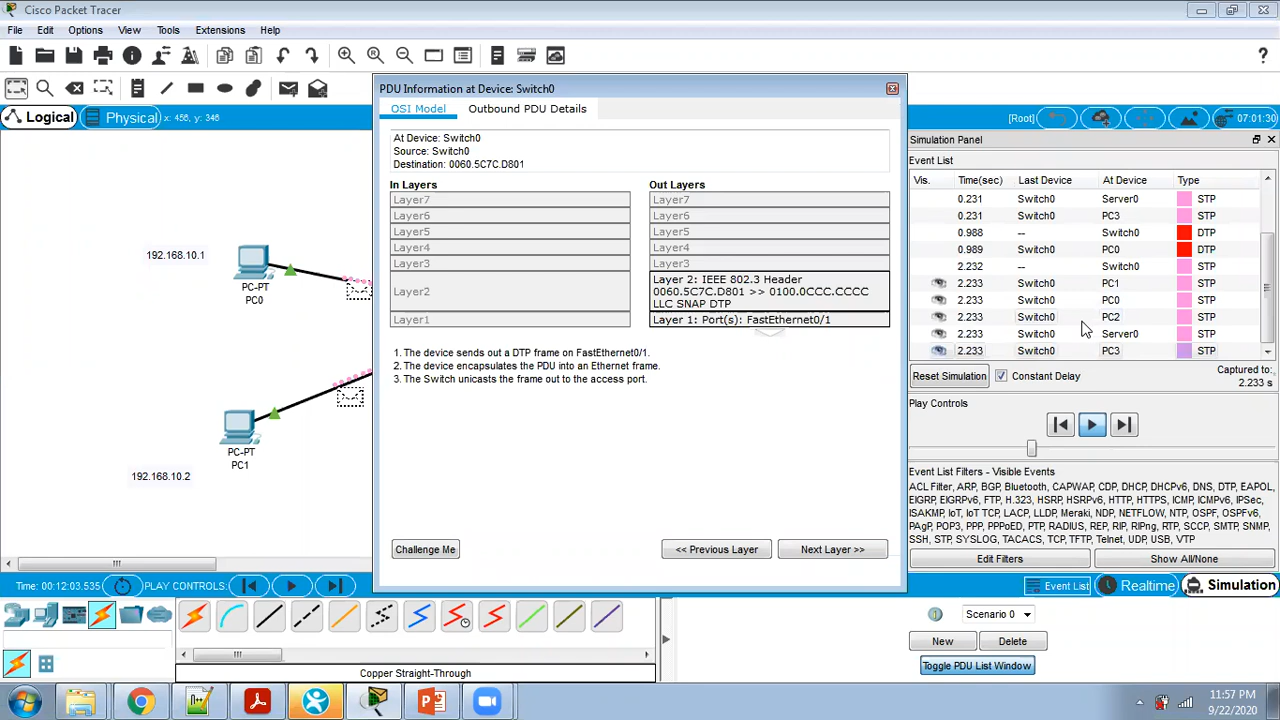 Cisco Packet Tracer
File Edit Options View Tools Extensions Help
Logical Physical x: 456, y: 346
[Root] 07:01:30
192.168.10.1
PC-PT
PC0
PC-PT
PC1
192.168.10.2
PDU Information at Device: Switch0
OSI Model Outbound PDU Details
At Device: Switch0
Source: Switch0
Destination: 0060.5C7C.D801
In Layers Out Layers
Layer7 Layer7
Layer6 Layer6
Layer5 Layer5
Layer4 Layer4
Layer3 Layer3
Layer2
Layer 2: IEEE 802.3 Header
0060.5C7C.D801 >> 0100.0CCC.CCCC
LLC SNAP DTP
Layer1 Layer 1: Port(s): FastEthernet0/1
1. The device sends out a DTP frame on FastEthernet0/1.
2. The device encapsulates the PDU into an Ethernet frame.
3. The Switch unicasts the frame out to the access port.
Challenge Me << Previous Layer Next Layer >>
Simulation Panel
Event List
Vis. Time(sec) Last Device At Device Type
0.231 Switch0 Server0 STP
0.231 Switch0 PC3 STP
0.988 -- Switch0 DTP
0.989 Switch0 PC0 DTP
2.232 -- Switch0 STP
2.233 Switch0 PC1 STP
2.233 Switch0 PC0 STP
2.233 Switch0 PC2 STP
2.233 Switch0 Server0 STP
2.233 Switch0 PC3 STP
Reset Simulation Constant Delay Captured to:
2.233 s
Play Controls
Event List Filters - Visible Events
ACL Filter, ARP, BGP, Bluetooth, CAPWAP, CDP, DHCP, DHCPv6, DNS, DTP, EAPOL,
EIGRP, EIGRPv6, FTP, H.323, HSRP, HSRPv6, HTTP, HTTPS, ICMP, ICMPv6, IPSec,
ISAKMP, IoT, IoT TCP, LACP, LLDP, Meraki, NDP, NETFLOW, NTP, OSPF, OSPFv6,
PAgP, POP3, PPP, PPPoED, PTP, RADIUS, REP, RIP, RIPng, RTP, SCCP, SMTP, SNMP,
SSH, STP, SYSLOG, TACACS, TCP, TFTP, Telnet, UDP, USB, VTP
Edit Filters Show All/None
Time: 00:12:03.535 PLAY CONTROLS: Event List Realtime Simulation
Scenario 0
New Delete
Toggle PDU List Window
Copper Straight-Through
11:57 PM
9/22/2020